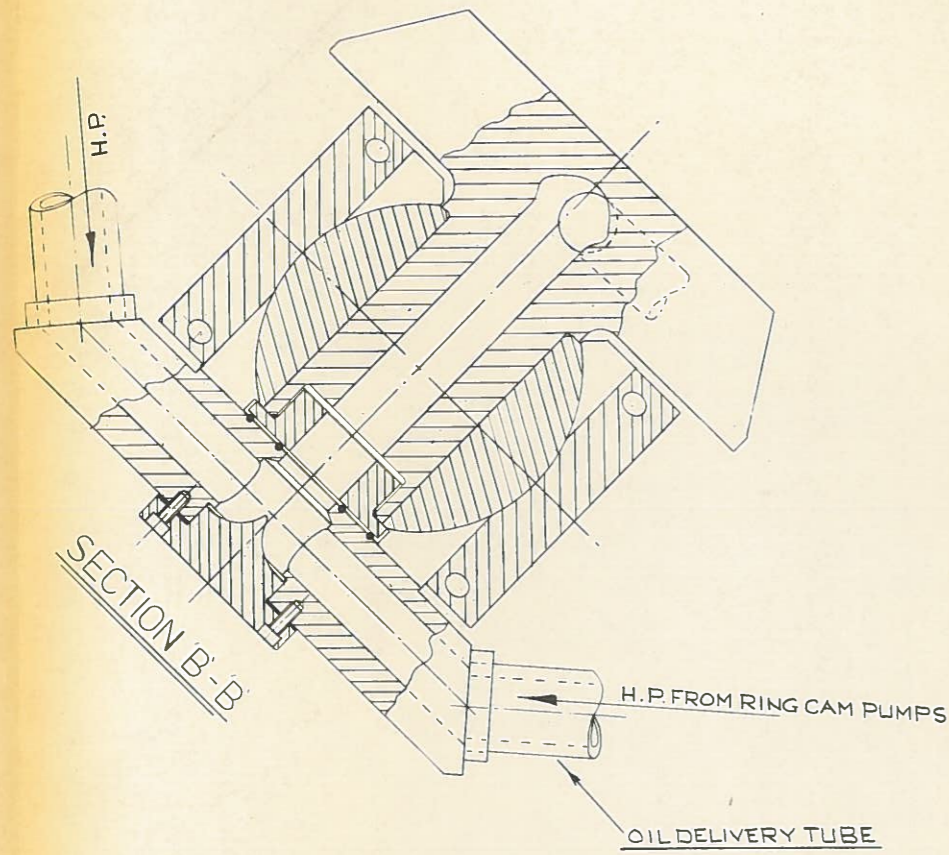 H.P.
SECTION 'B'-'B'
H.P. FROM RING CAM PUMPS
OIL DELIVERY TUBE